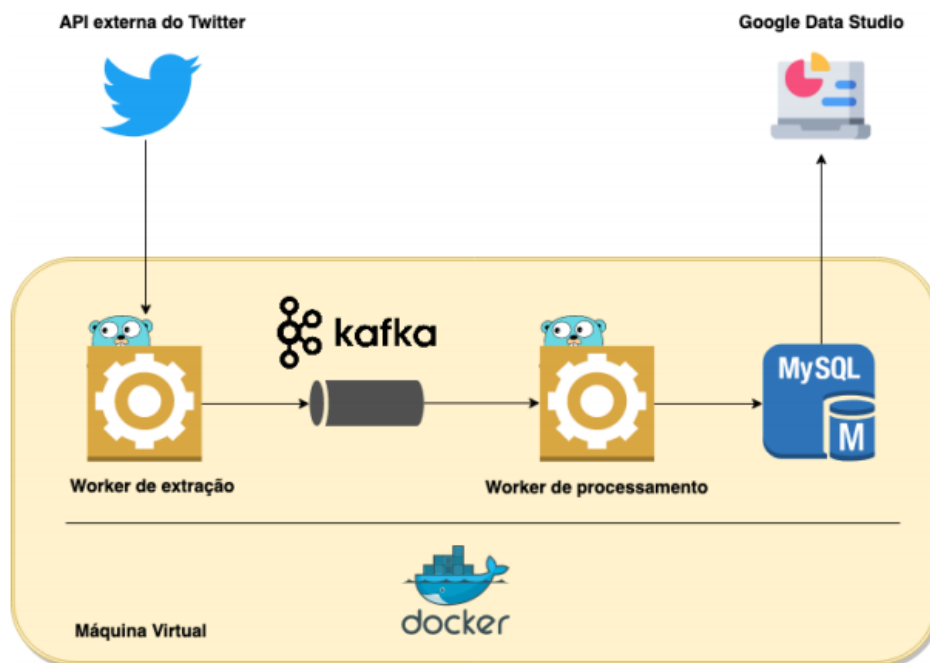 API externa do Twitter
Google Data Studio
kafka
MySQL
M
Worker de extração
Worker de processamento
docker
Máquina Virtual